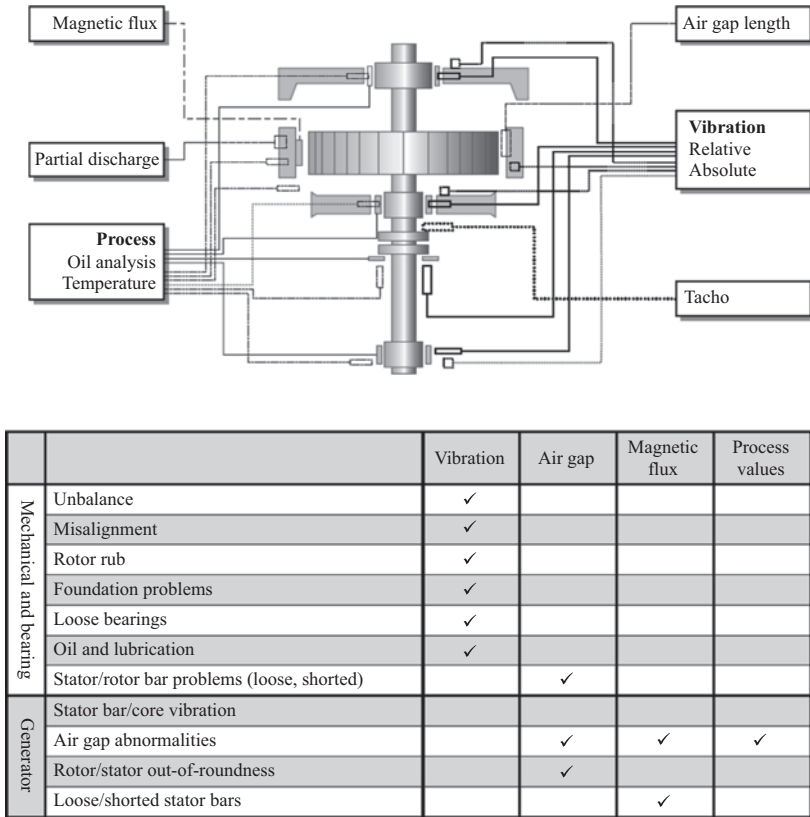 Magnetic flux
Air gap length
Partial discharge
Vibration
Relative
Absolute
Process
Oil analysis
Temperature
Tacho
Vibration Air gap Magnetic flux Process values
Mechanical and bearing
Unbalance ✓
Misalignment ✓
Rotor rub ✓
Foundation problems ✓
Loose bearings ✓
Oil and lubrication ✓
Stator/rotor bar problems (loose, shorted) ✓
Generator
Stator bar/core vibration
Air gap abnormalities ✓ ✓ ✓
Rotor/stator out-of-roundness ✓
Loose/shorted stator bars ✓